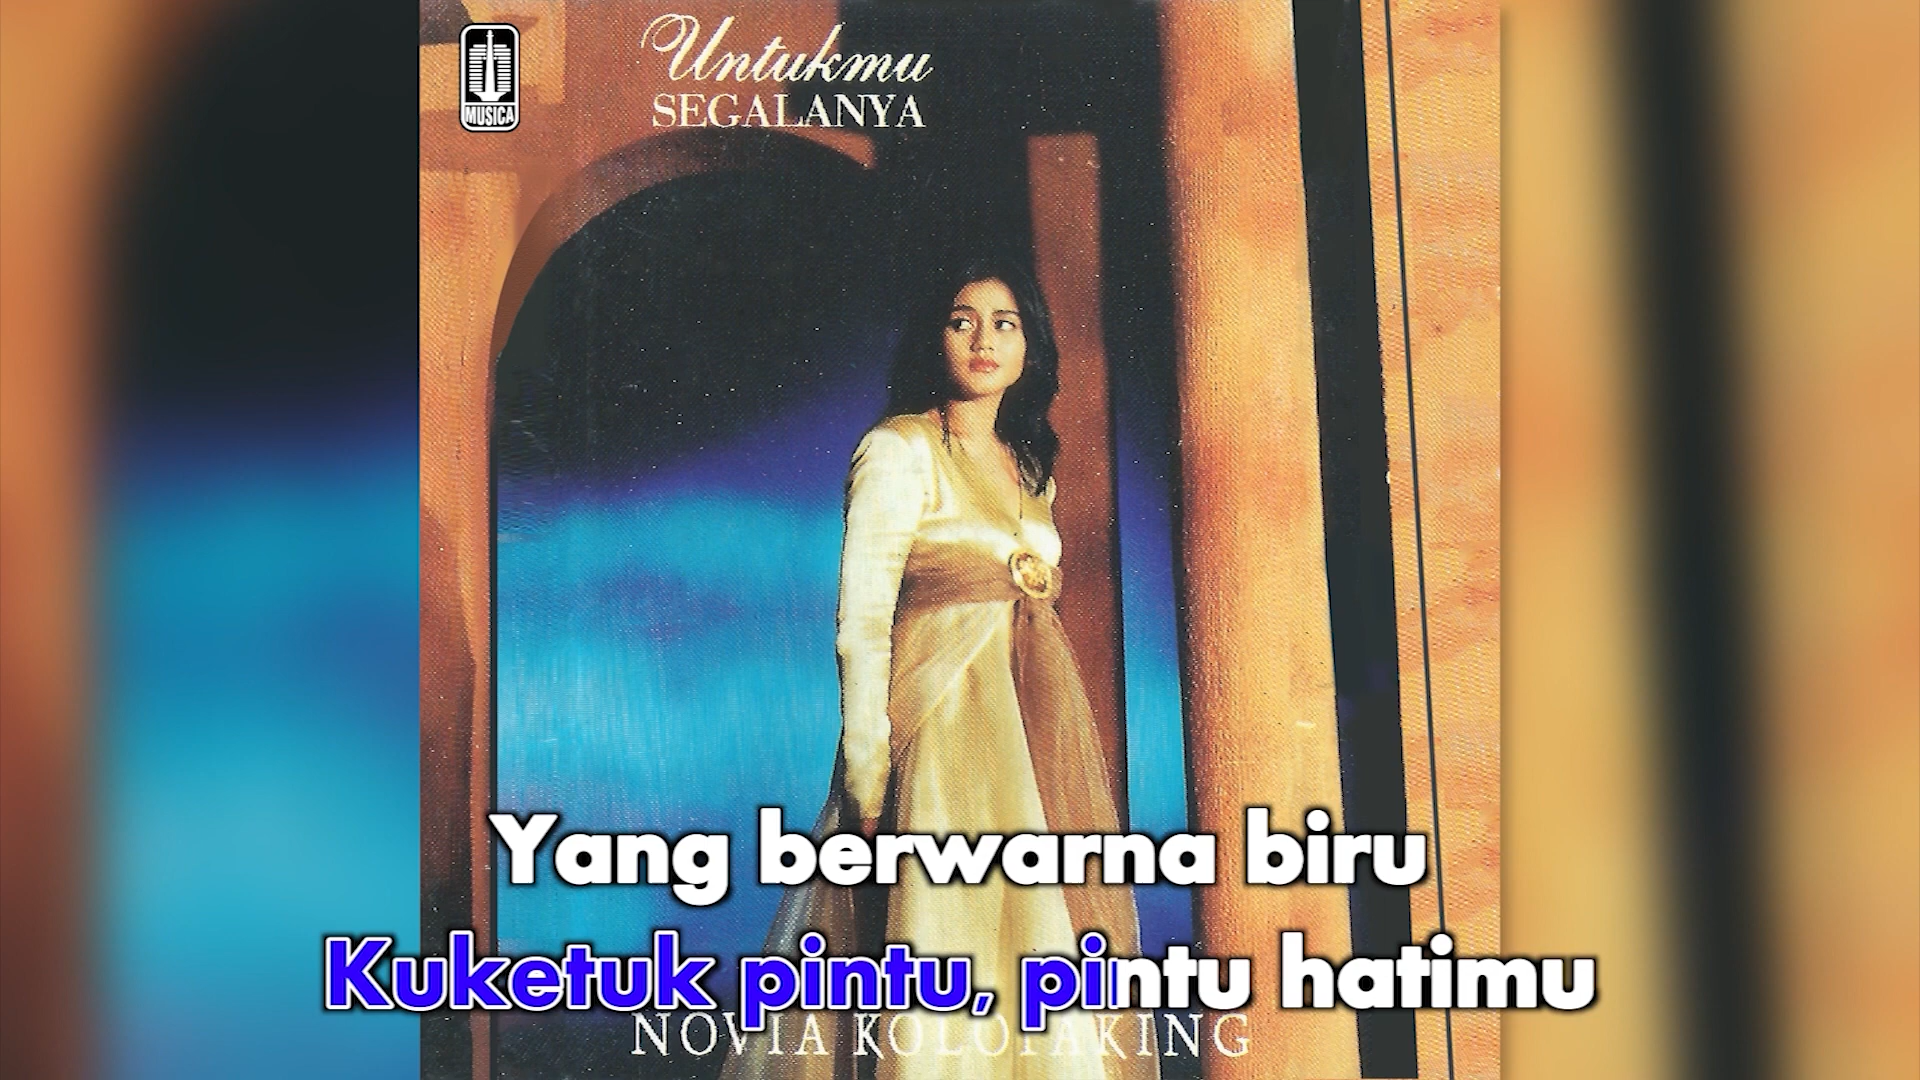 Untukmu
SEGALANYA
MUSICA
Yang berwarna biru
Kuketuk pintu, pintu hatimu
NOVIA KOLOPAKING